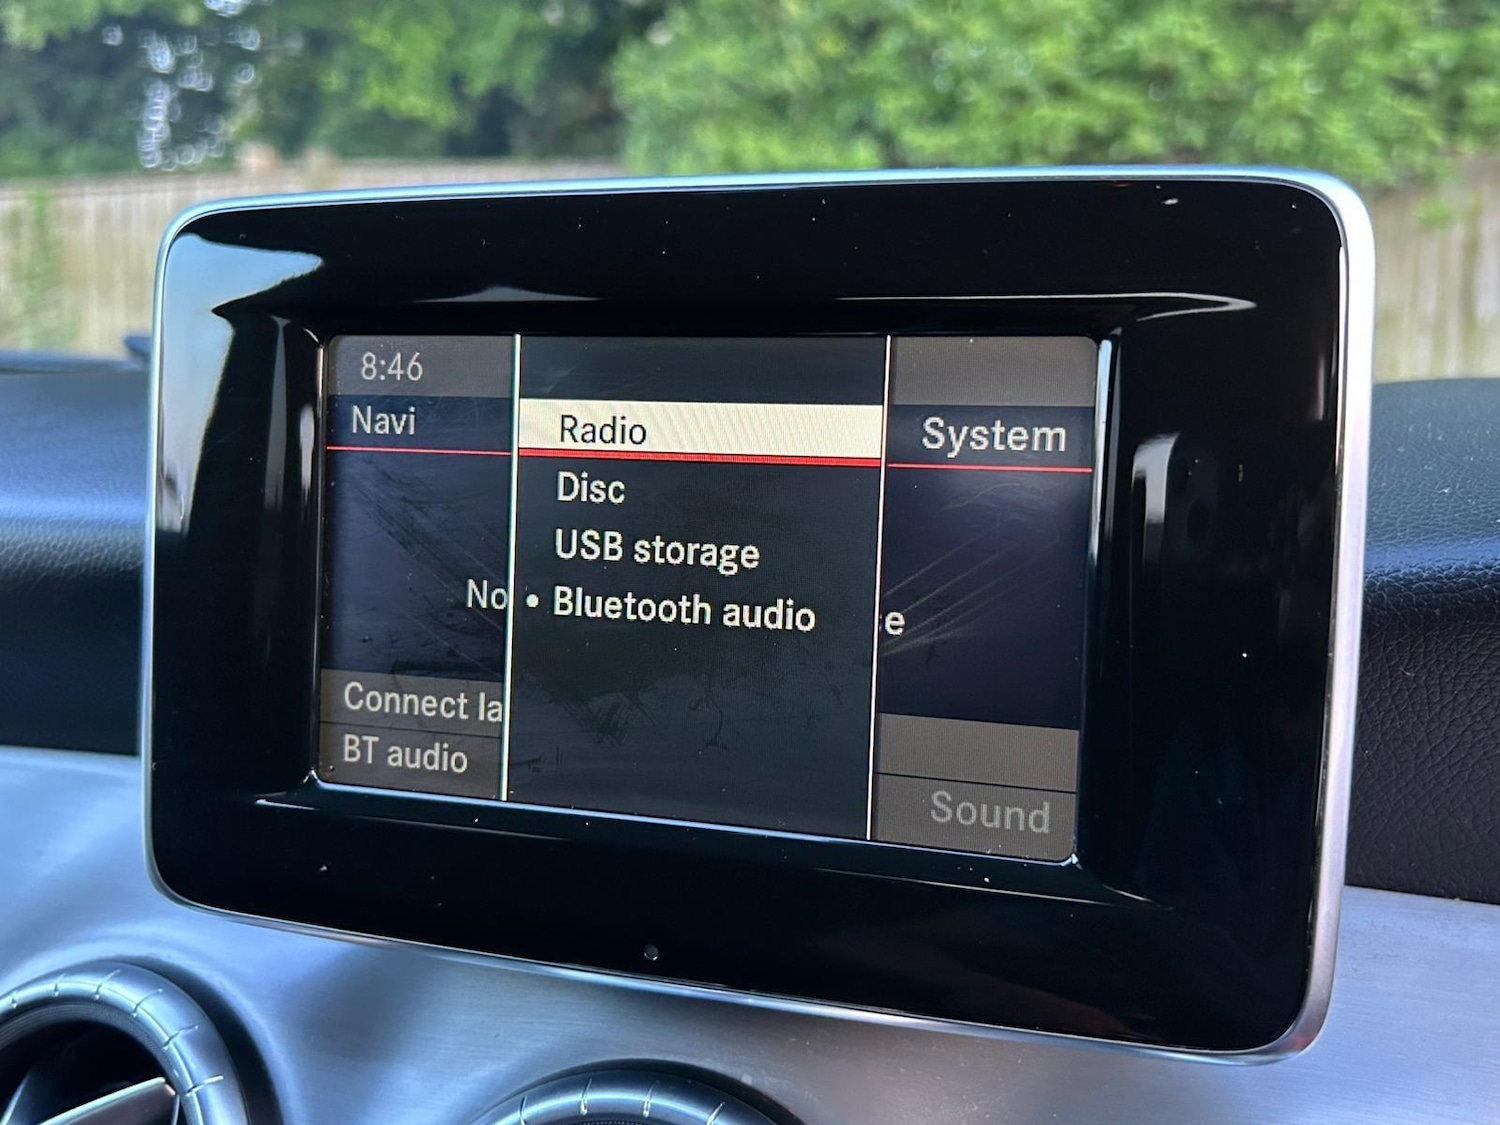 8:46
Navi
Radio
System
Disc
USB storage
No • Bluetooth audio e
Connect la
BT audio
Sound